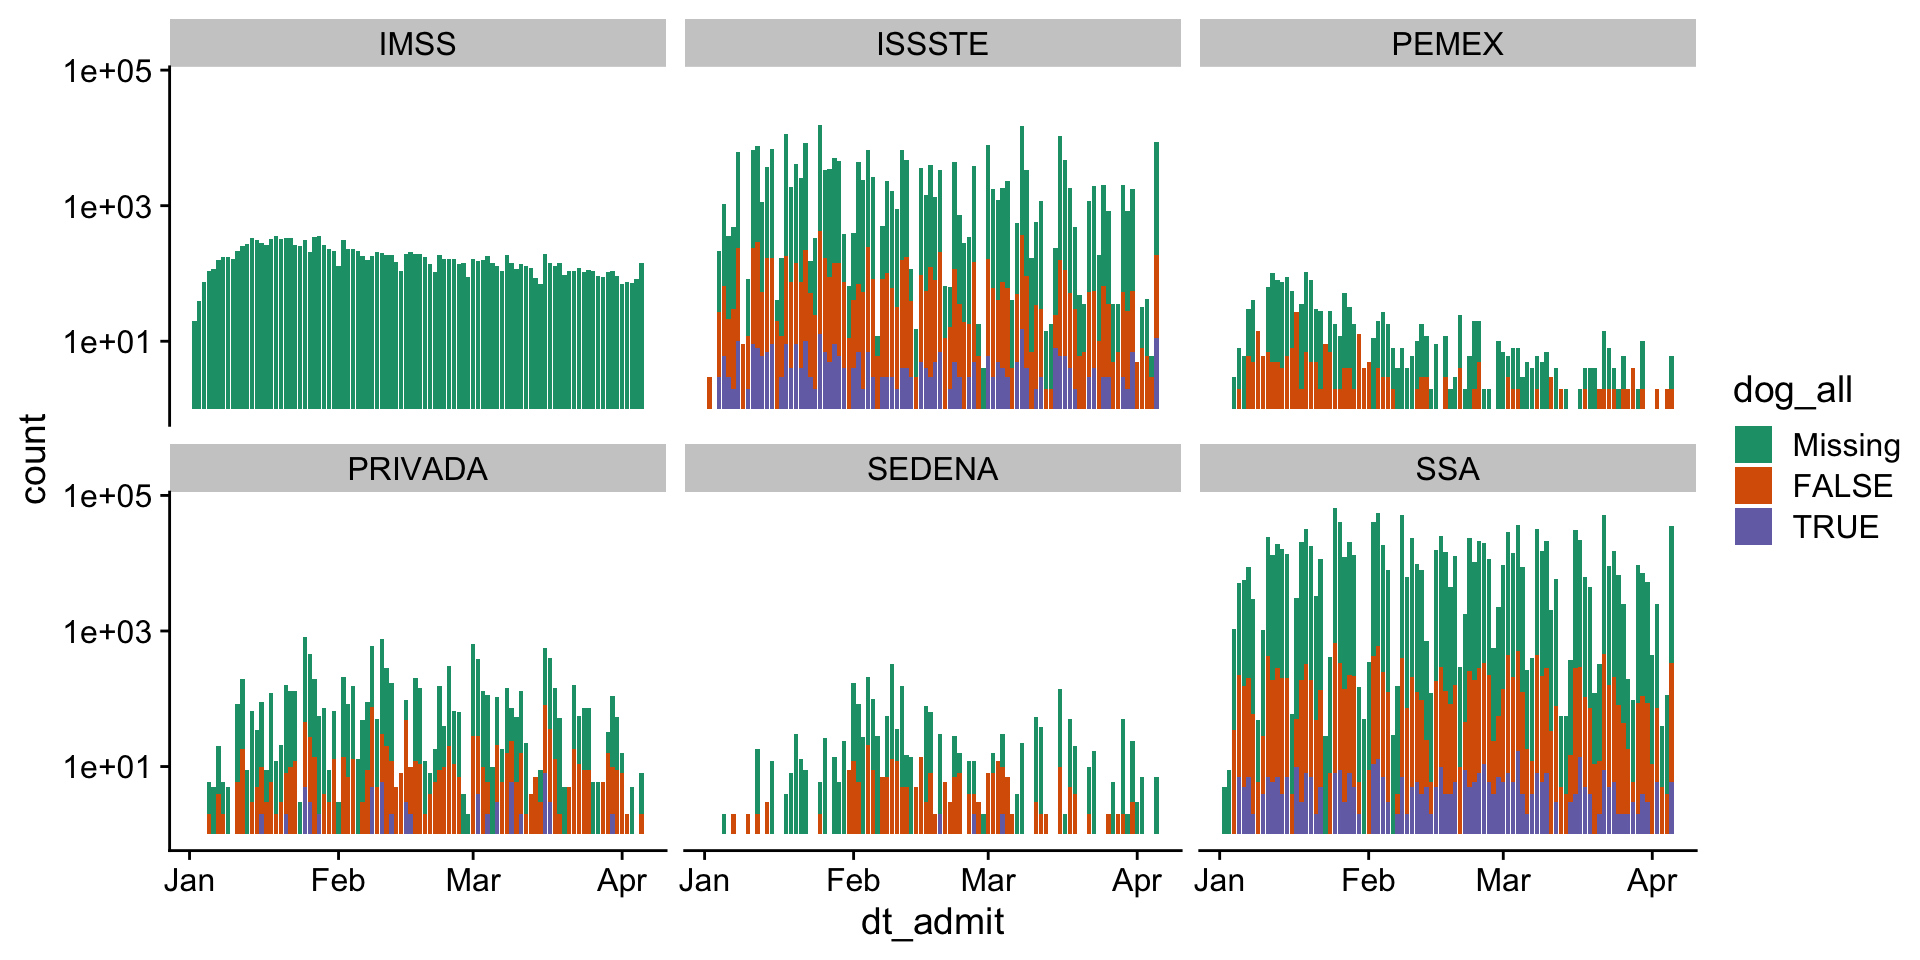 IMSS
ISSSTE
PEMEX
1e+05
1e+03
1e+01
PRIVADA
SEDENA
SSA
1e+05
1e+03
1e+01
Jan Feb Mar Apr
Jan Feb Mar Apr
Jan Feb Mar Apr
dt_admit
count
dog_all
Missing
FALSE
TRUE